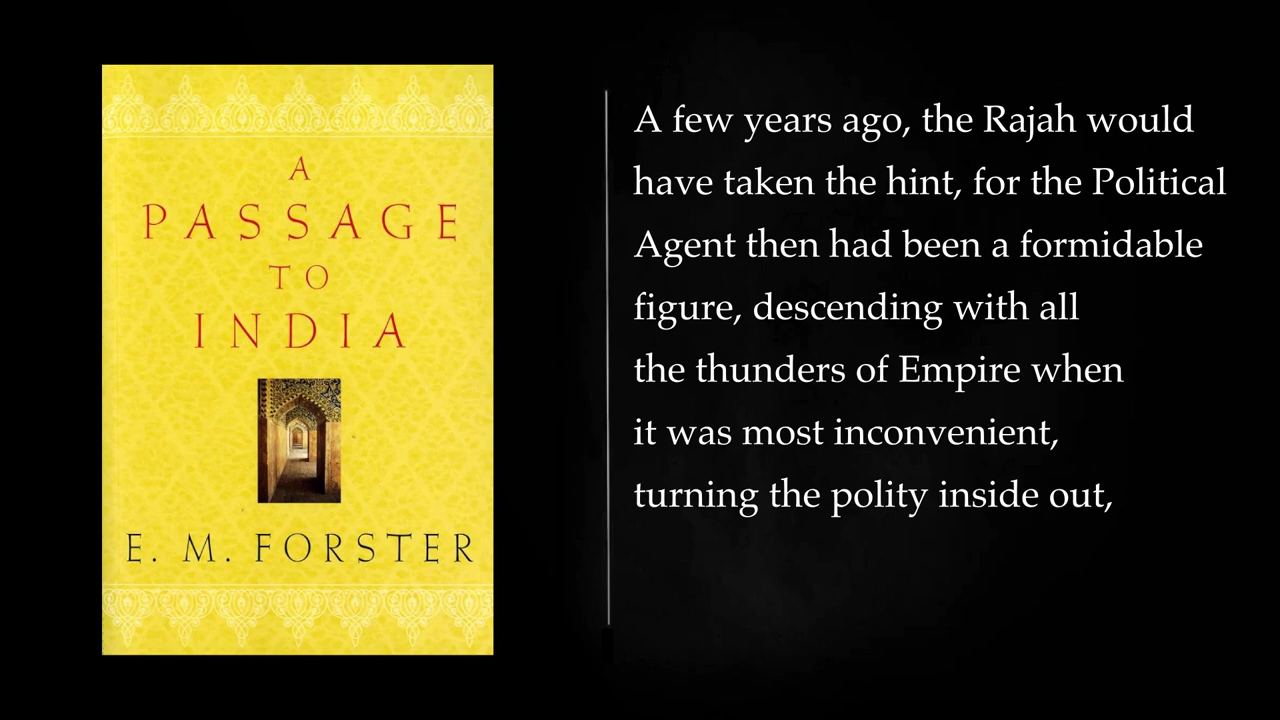 A
PASSAGE
TO
INDIA
E. M. FORSTER
A few years ago, the Rajah would
have taken the hint, for the Political
Agent then had been a formidable
figure, descending with all
the thunders of Empire when
it was most inconvenient,
turning the polity inside out,